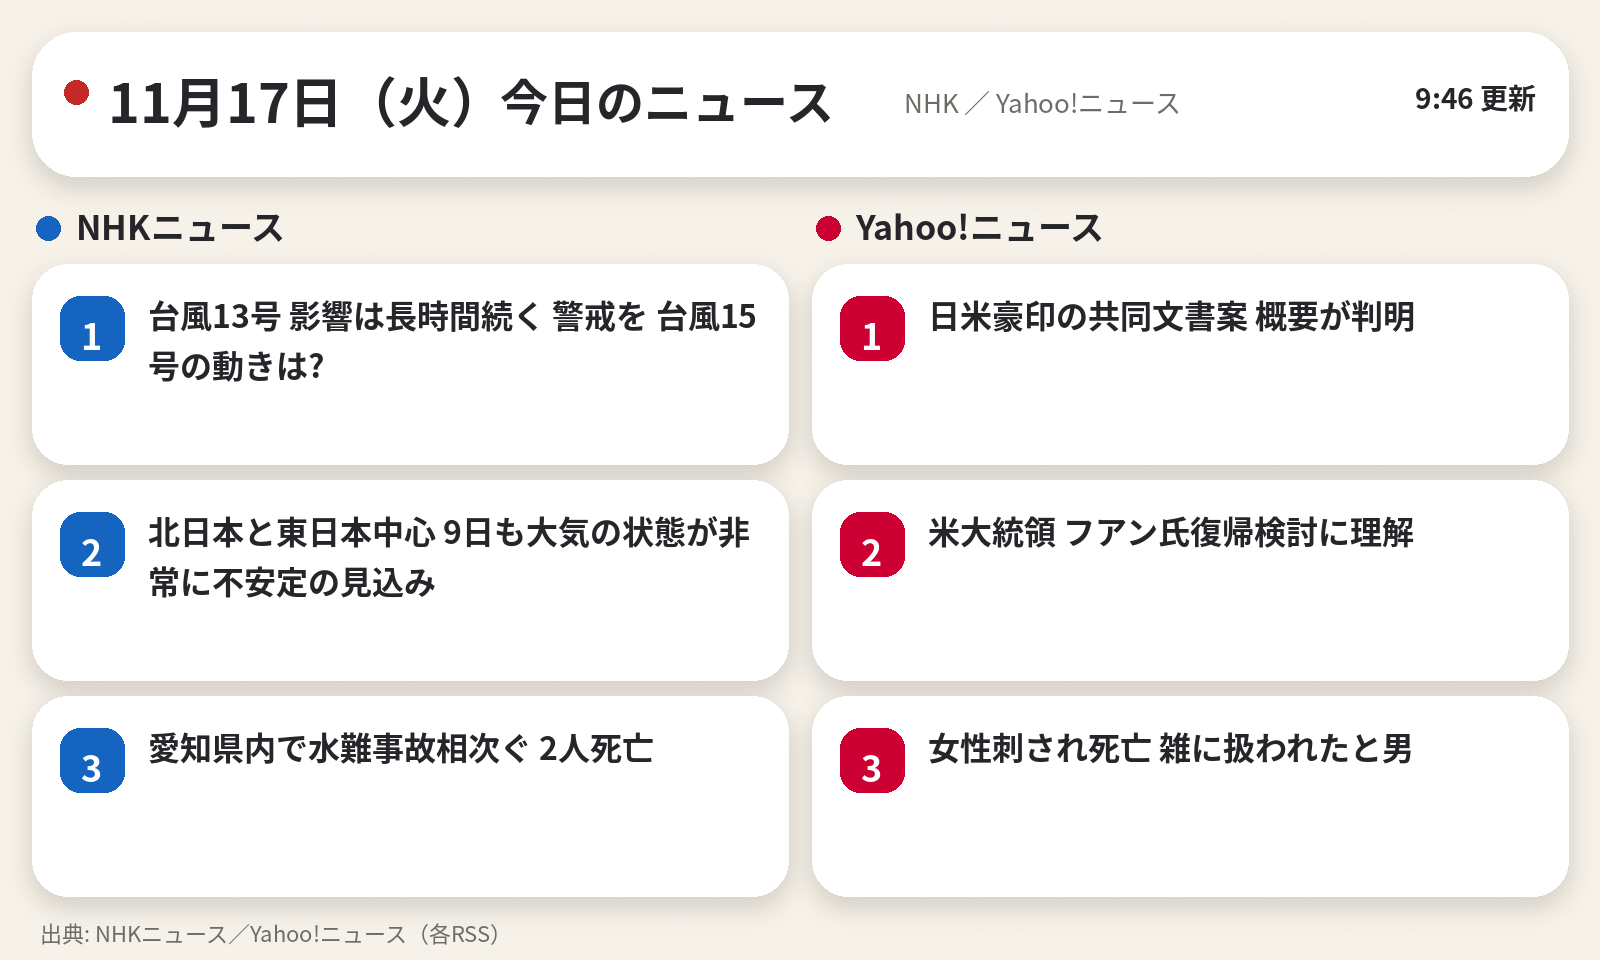 11月17日（火）今日のニュース
NHK ／ Yahoo!ニュース
9:46 更新
NHKニュース
1
台風13号 影響は長時間続く 警戒を 台風15
号の動きは?
2
北日本と東日本中心 9日も大気の状態が非
常に不安定の見込み
3
愛知県内で水難事故相次ぐ 2人死亡
Yahoo!ニュース
1
日米豪印の共同文書案 概要が判明
2
米大統領 フアン氏復帰検討に理解
3
女性刺され死亡 雑に扱われたと男
出典: NHKニュース／Yahoo!ニュース（各RSS）